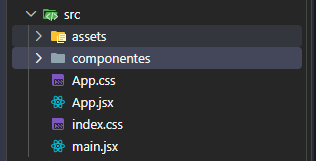 src
assets
componentes
App.css
App.jsx
index.css
main.jsx